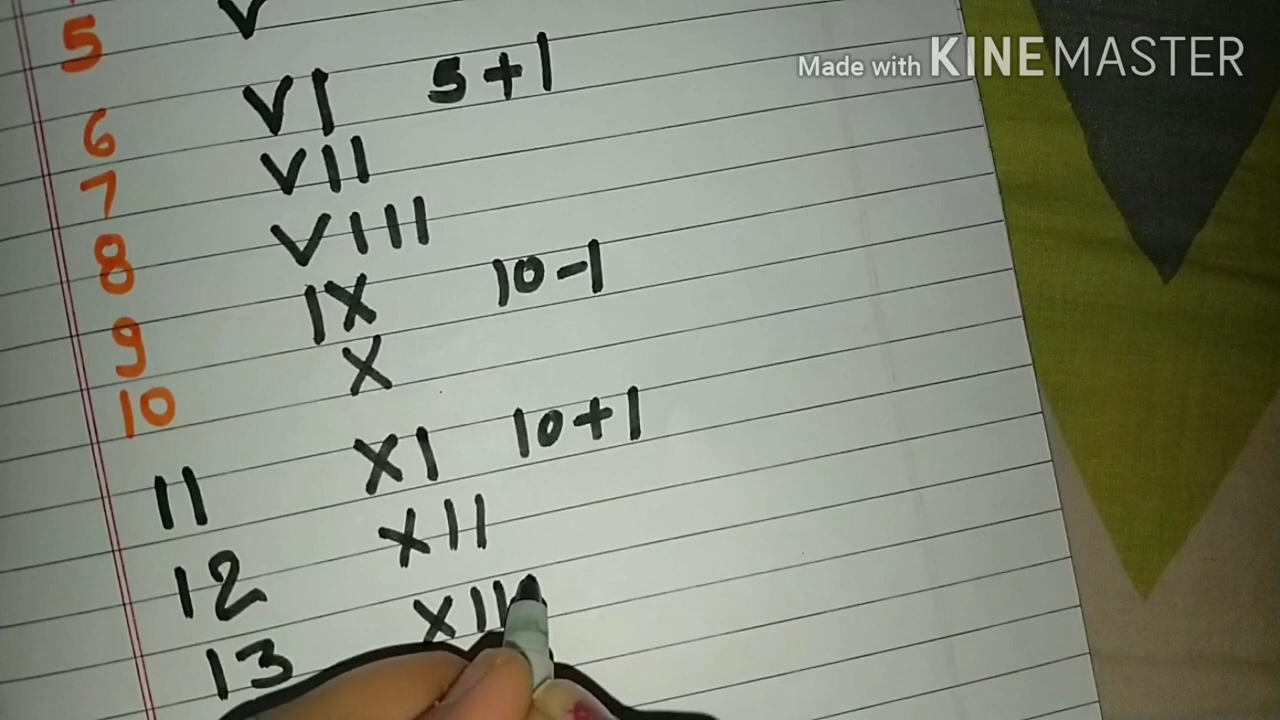 Made with KINEMASTER
5 V
6 VI 5+1
7 VII
8 VIII
9 IX 10-1
10 X
11 XI 10+1
12 XII
13 XII